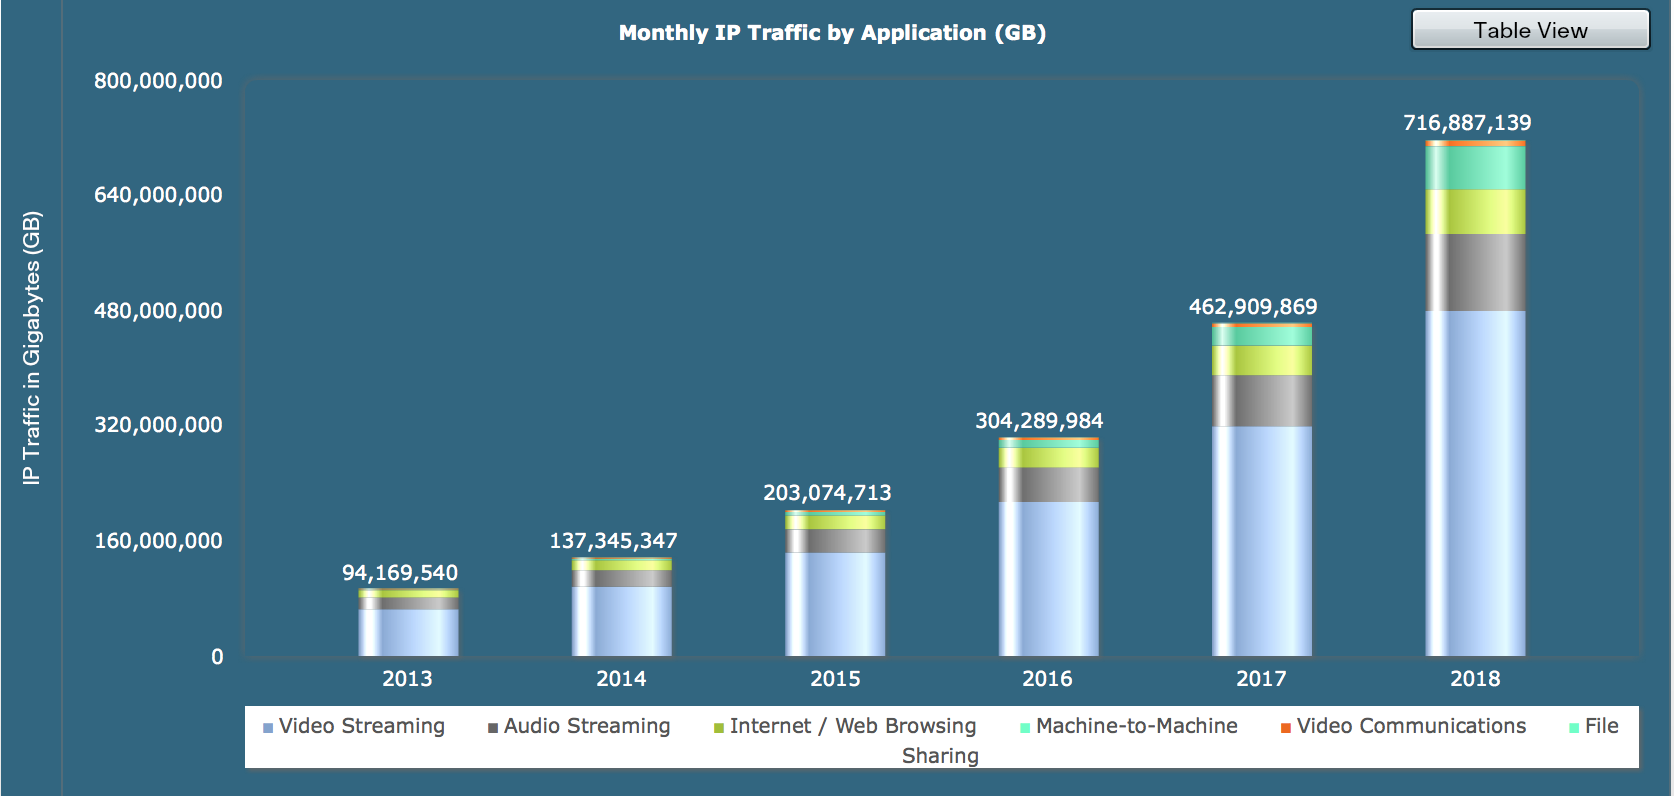 Monthly IP Traffic by Application (GB)
Table View
IP Traffic in Gigabytes (GB)
800,000,000
640,000,000
480,000,000
320,000,000
160,000,000
0
94,169,540
137,345,347
203,074,713
304,289,984
462,909,869
716,887,139
2013
2014
2015
2016
2017
2018
Video Streaming
Audio Streaming
Internet / Web Browsing
Machine-to-Machine
Video Communications
File
Sharing